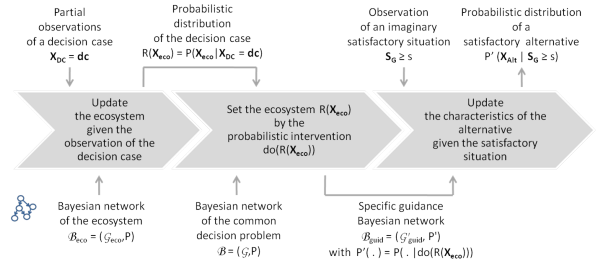 Partial
observations
of a decision case
X_DC = dc
Probabilistic
distribution
of the decision case
R(X_eco) = P(X_eco|X_DC = dc)
Observation
of an imaginary
satisfactory situation
S_G ≥ s
Probabilistic distribution
of a
satisfactory alternative
P' (X_Alt | S_G ≥ s)
Update
the ecosystem
given the
observation of the
decision case
Set the ecosystem R(X_eco)
by the
probabilistic intervention
do(R(X_eco))
Update
the characteristics of the
alternative
given the satisfactory
situation
Bayesian network
of the ecosystem
ℬ_eco = (𝒢_eco,P)
Bayesian network
of the common
decision problem
ℬ = (𝒢,P)
Specific guidance
Bayesian network
ℬ_guid = (𝒢'_guid, P')
with P'( . ) = P( . |do(R(X_eco)))